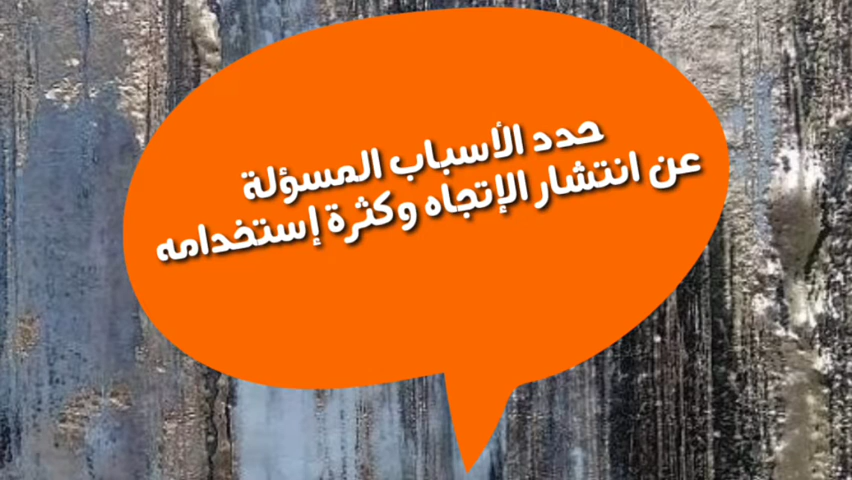 حدد الأسباب المسؤلة
عن انتشار الإتجاه وكثرة إستخدامه